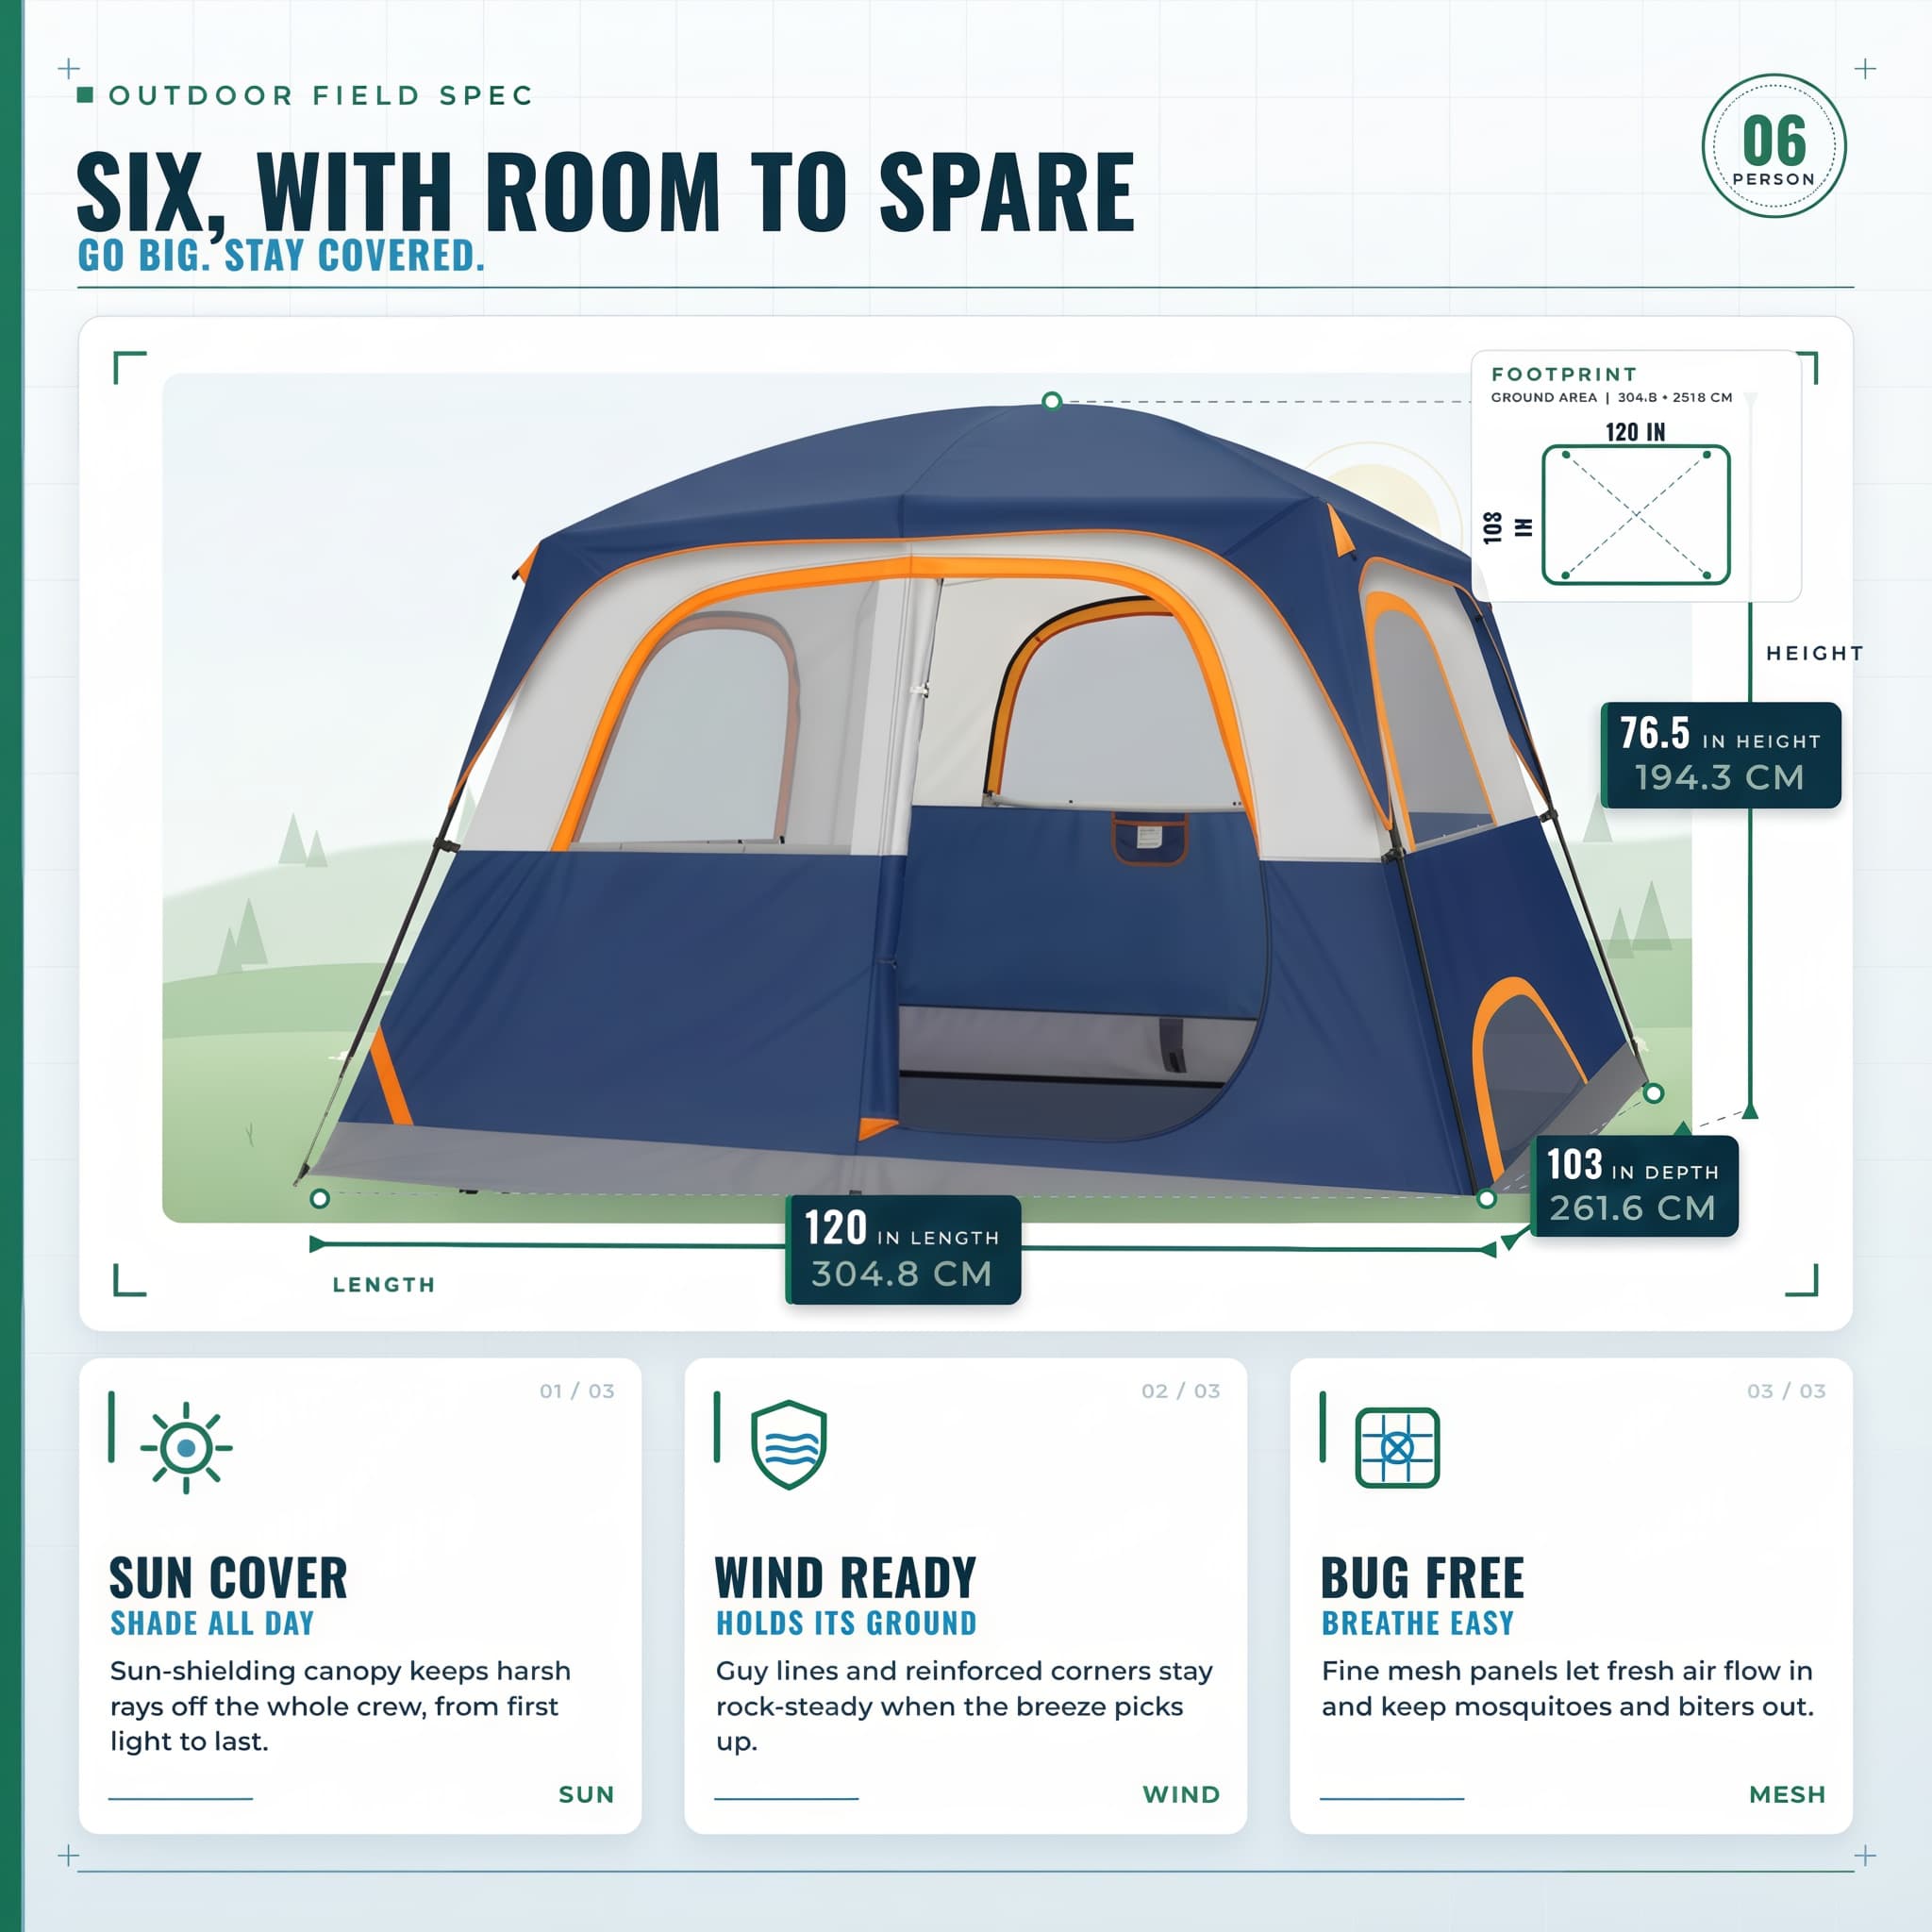 OUTDOOR FIELD SPEC
SIX, WITH ROOM TO SPARE
GO BIG. STAY COVERED.
06
PERSON
FOOTPRINT
GROUND AREA | 304.8 • 2518 CM
120 IN
108
IN
HEIGHT
76.5 IN HEIGHT
194.3 CM
103 IN DEPTH
261.6 CM
120 IN LENGTH
304.8 CM
LENGTH
01 / 03
SUN COVER
SHADE ALL DAY
Sun-shielding canopy keeps harsh
rays off the whole crew, from first
light to last.
SUN
02 / 03
WIND READY
HOLDS ITS GROUND
Guy lines and reinforced corners stay
rock-steady when the breeze picks
up.
WIND
03 / 03
BUG FREE
BREATHE EASY
Fine mesh panels let fresh air flow in
and keep mosquitoes and biters out.
MESH